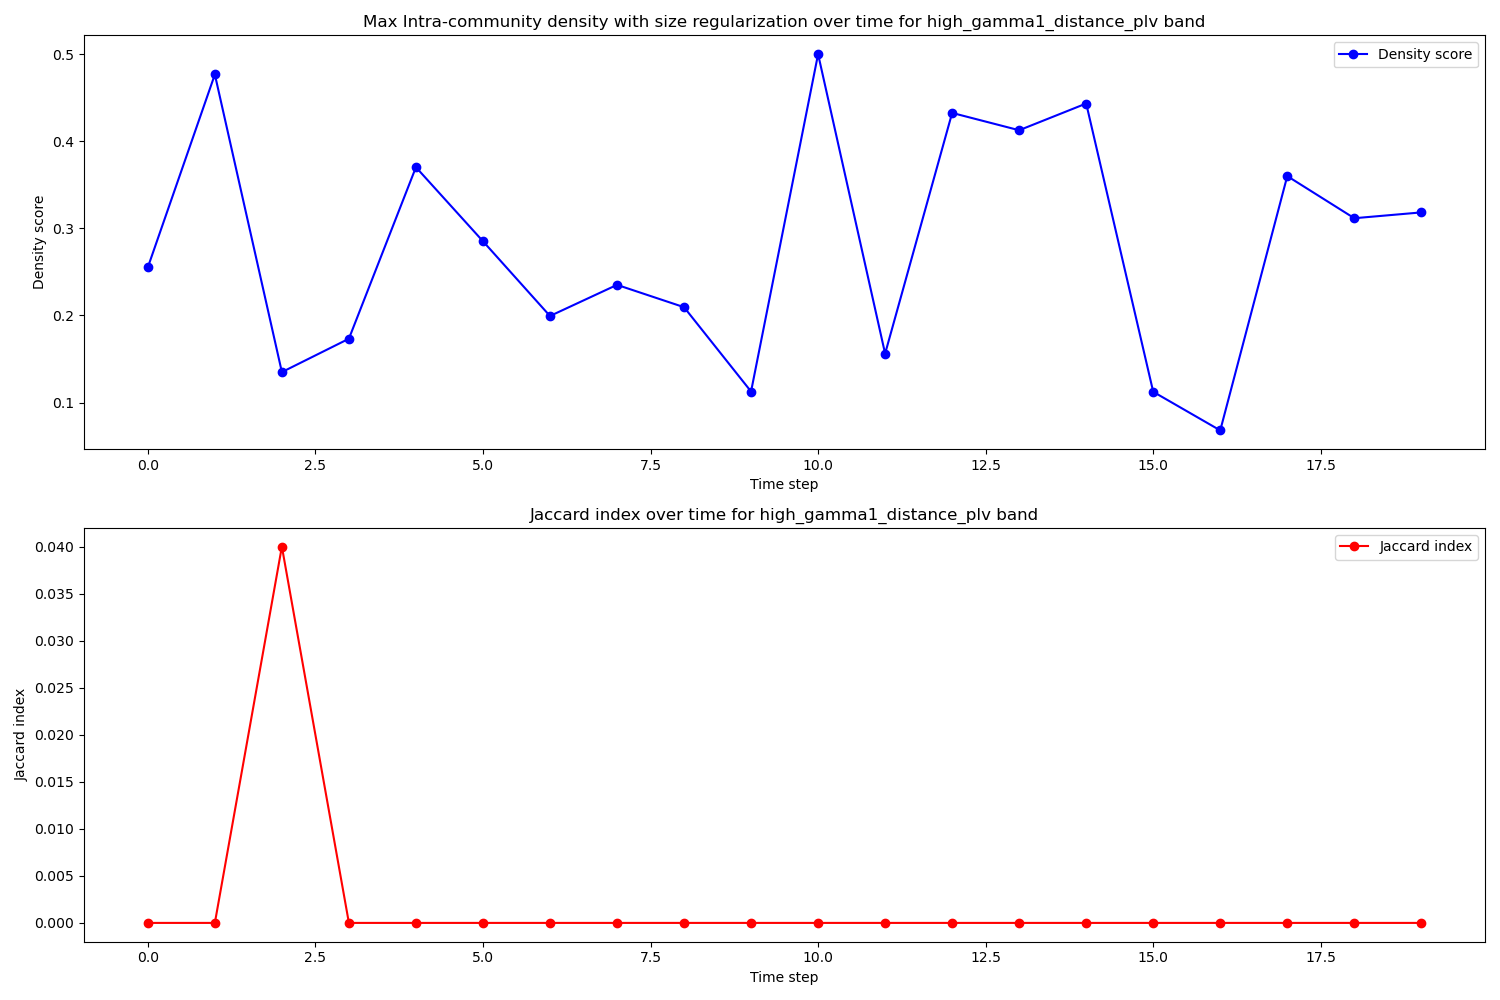 Max Intra-community density with size regularization over time for high_gamma1_distance_plv band
Density score
0.5
0.4
0.3
0.2
0.1
Density score
0.0 2.5 5.0 7.5 10.0 12.5 15.0 17.5
Time step
Jaccard index over time for high_gamma1_distance_plv band
Jaccard index
0.040
0.035
0.030
0.025
0.020
0.015
0.010
0.005
0.000
Jaccard index
0.0 2.5 5.0 7.5 10.0 12.5 15.0 17.5
Time step